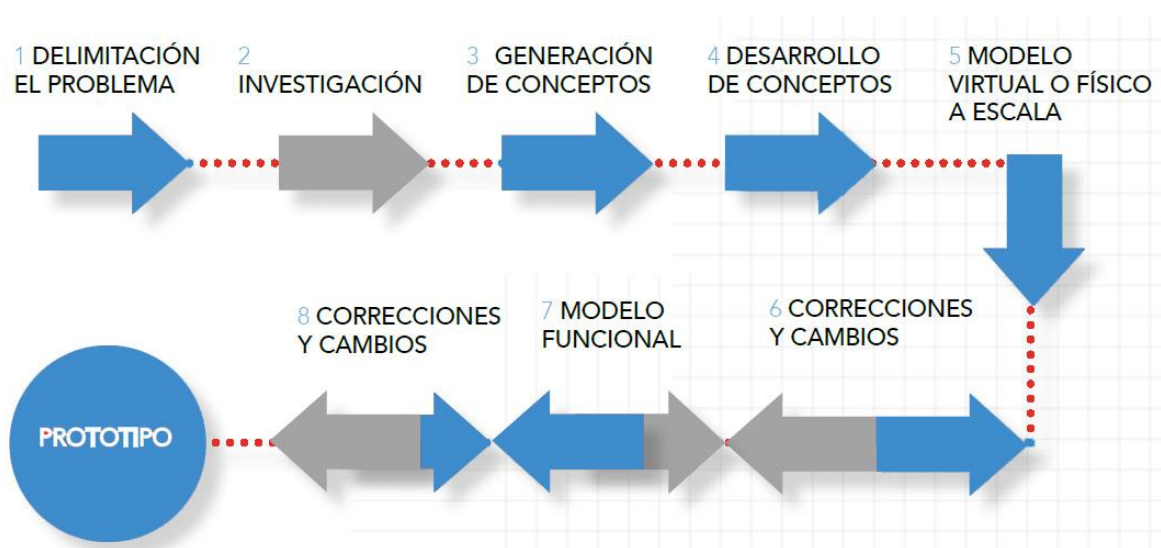 1 DELIMITACIÓN
EL PROBLEMA
2
INVESTIGACIÓN
3 GENERACIÓN
DE CONCEPTOS
4 DESARROLLO
DE CONCEPTOS
5 MODELO
VIRTUAL O FÍSICO
A ESCALA
8 CORRECCIONES
Y CAMBIOS
7 MODELO
FUNCIONAL
6 CORRECCIONES
Y CAMBIOS
PROTOTIPO